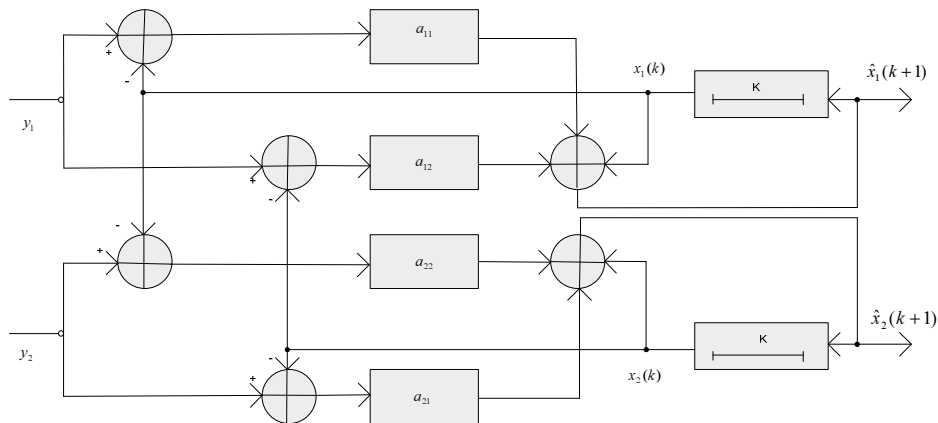 a₁₁
+
-
x₁(k)
K
x̂₁(k+1)
y₁
a₁₂
+
-
-
+
a₂₂
x̂₂(k+1)
K
y₂
-
+
x₂(k)
a₂₁